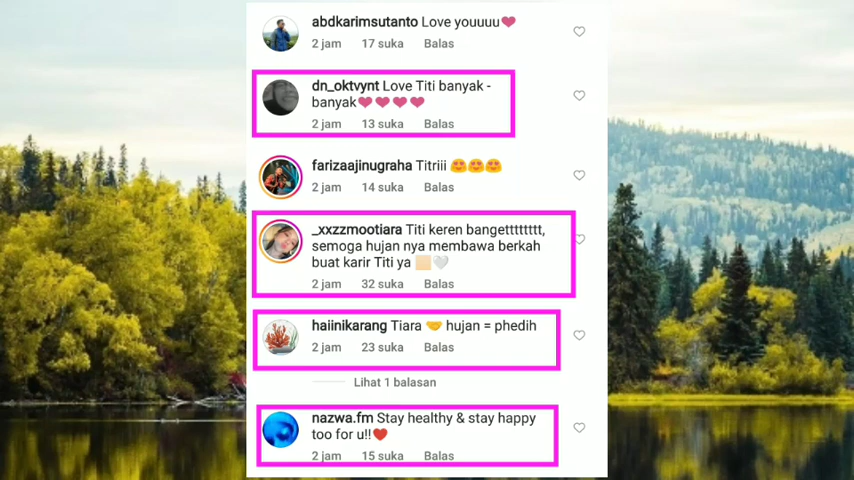 abdkarimsutanto Love youuuu❤
2 jam 17 suka Balas
dn_oktvynt Love Titi banyak -
banyak❤❤❤❤
2 jam 13 suka Balas
farizaajinugraha Titriii 😍😍😍
2 jam 14 suka Balas
_xxzzmootiara Titi keren bangetttttttt,
semoga hujan nya membawa berkah
buat karir Titi ya 🏻🤍
2 jam 32 suka Balas
haiinikarang Tiara 🤝 hujan = phedih
2 jam 23 suka Balas
Lihat 1 balasan
nazwa.fm Stay healthy & stay happy
too for u!!❤
2 jam 15 suka Balas